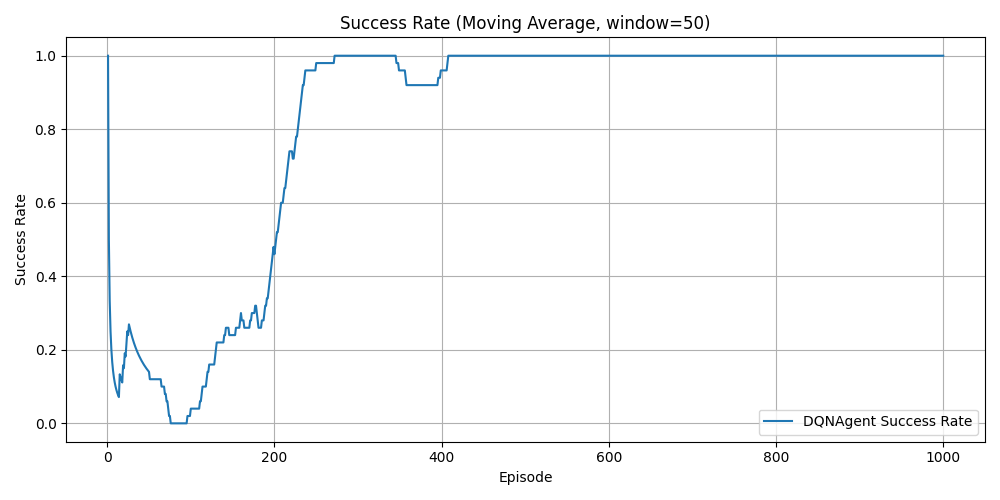 Success Rate (Moving Average, window=50)
Success Rate
1.0
0.8
0.6
0.4
0.2
0.0
DQNAgent Success Rate
0 200 400 600 800 1000
Episode